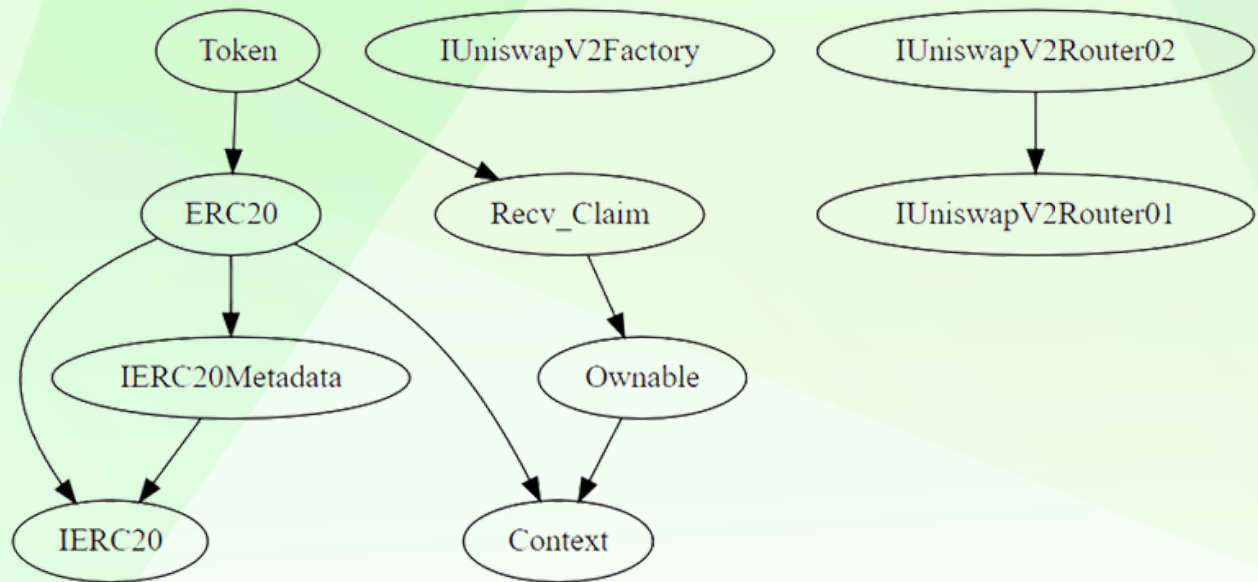 Token
IUniswapV2Factory
IUniswapV2Router02
ERC20
Recv_Claim
IUniswapV2Router01
IERC20Metadata
Ownable
IERC20
Context